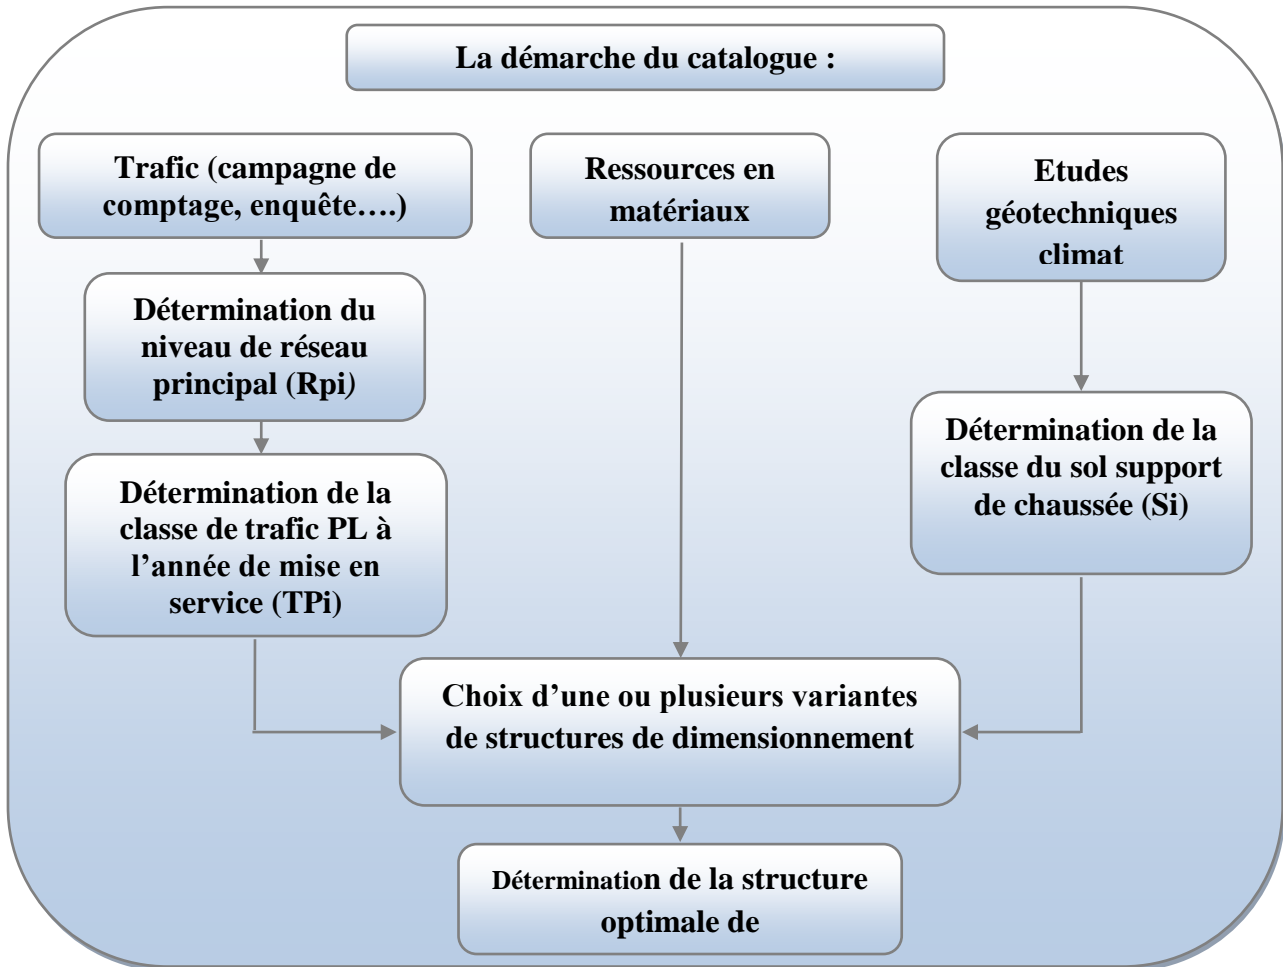 La démarche du catalogue :
Trafic (campagne de
comptage, enquête….)
Ressources en
matériaux
Etudes
géotechniques
climat
Détermination du
niveau de réseau
principal (Rpi)
Détermination de la
classe de trafic PL à
l’année de mise en
service (TPi)
Détermination de la
classe du sol support
de chaussée (Si)
Choix d’une ou plusieurs variantes
de structures de dimensionnement
Détermination de la structure
optimale de